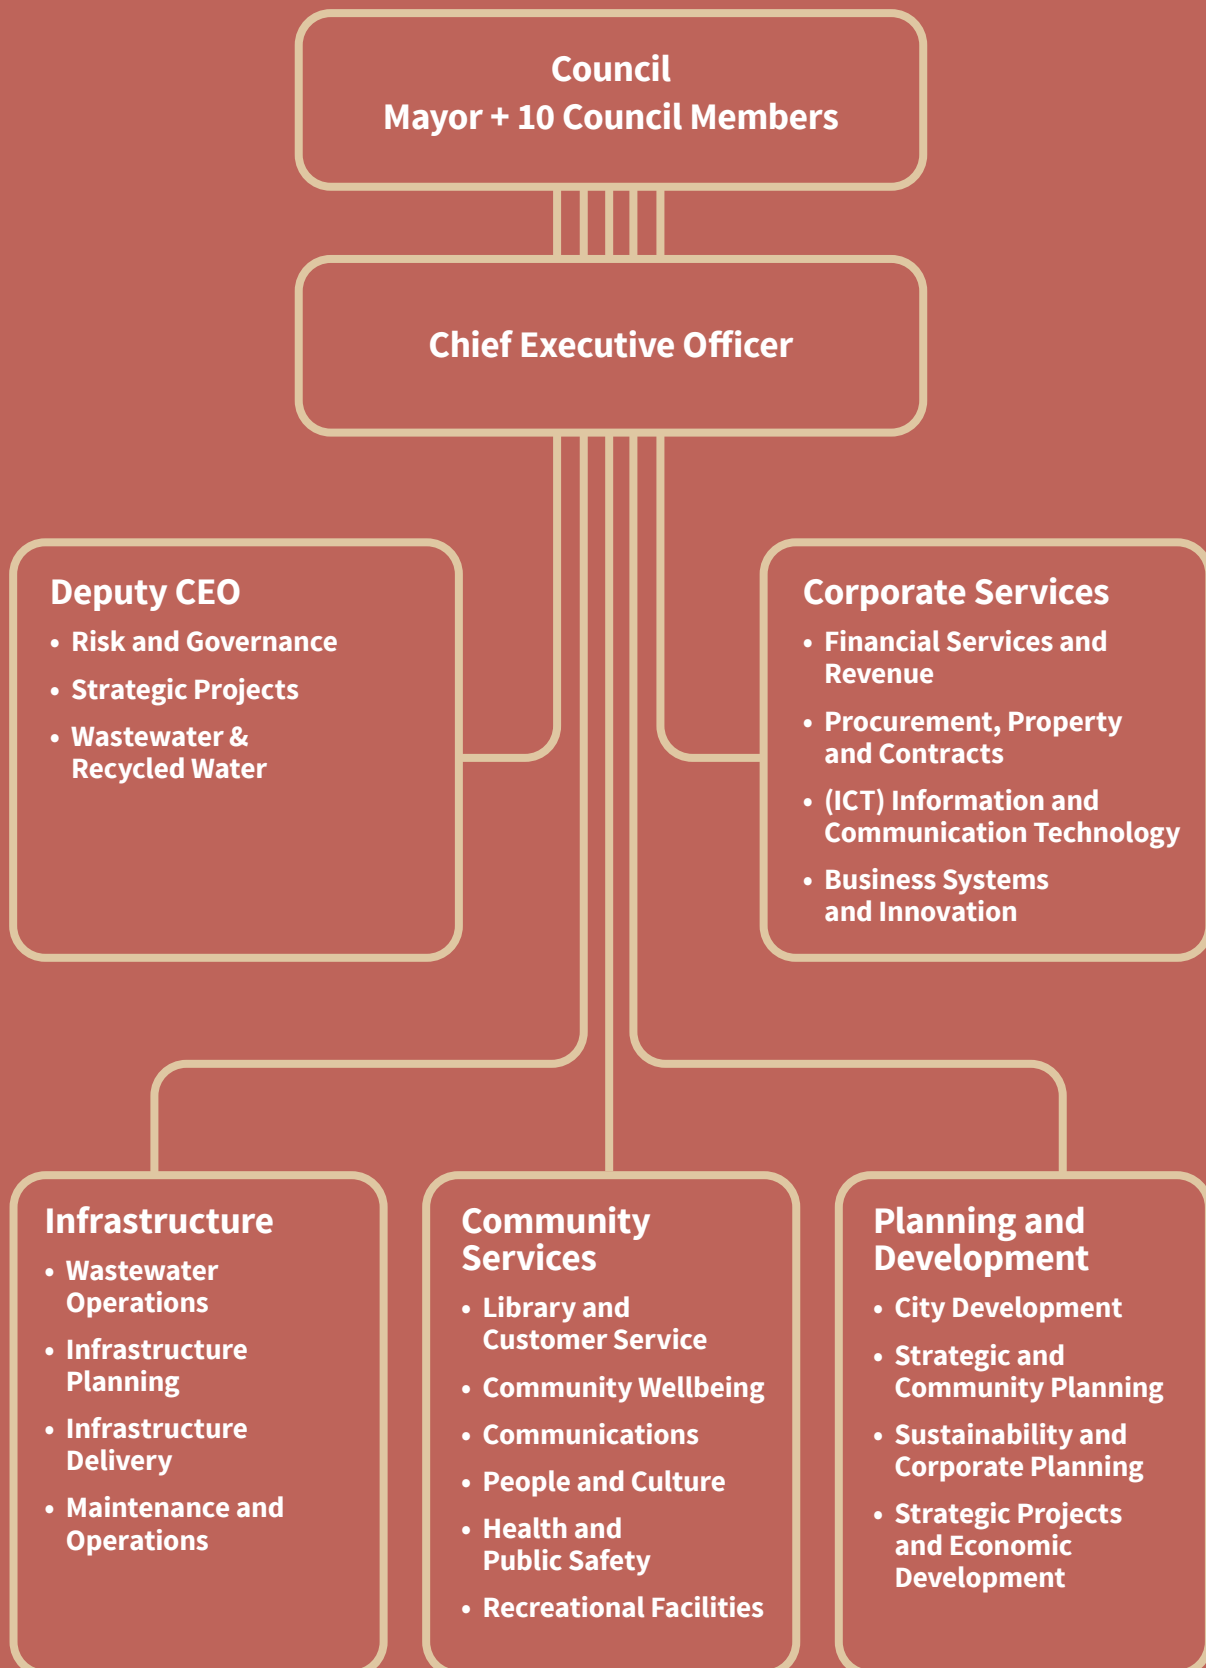 Council
Mayor + 10 Council Members
Chief Executive Officer
Deputy CEO
• Risk and Governance
• Strategic Projects
• Wastewater &
Recycled Water
Corporate Services
• Financial Services and
Revenue
• Procurement, Property
and Contracts
• (ICT) Information and
Communication Technology
• Business Systems
and Innovation
Infrastructure
• Wastewater
Operations
• Infrastructure
Planning
• Infrastructure
Delivery
• Maintenance and
Operations
Community
Services
• Library and
Customer Service
• Community Wellbeing
• Communications
• People and Culture
• Health and
Public Safety
• Recreational Facilities
Planning and
Development
• City Development
• Strategic and
Community Planning
• Sustainability and
Corporate Planning
• Strategic Projects
and Economic
Development